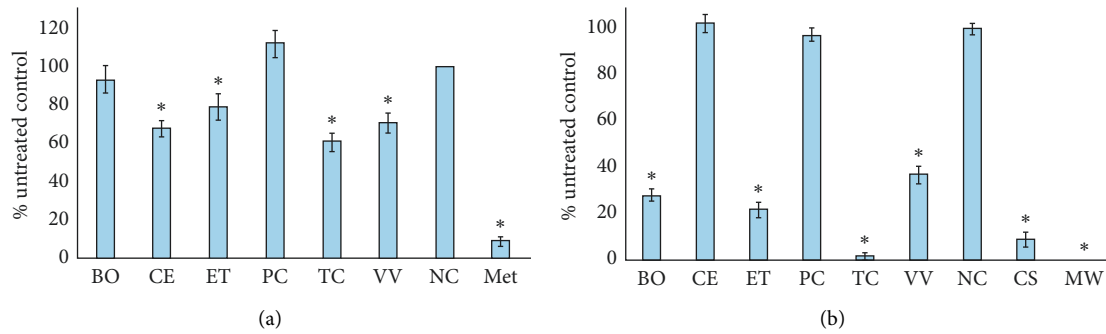 % untreated control
120
100
80
60
40
20
0
* * * * *
BO CE ET PC TC VV NC Met
(a)
% untreated control
100
80
60
40
20
0
* * * * * *
BO CE ET PC TC VV NC CS MW
(b)